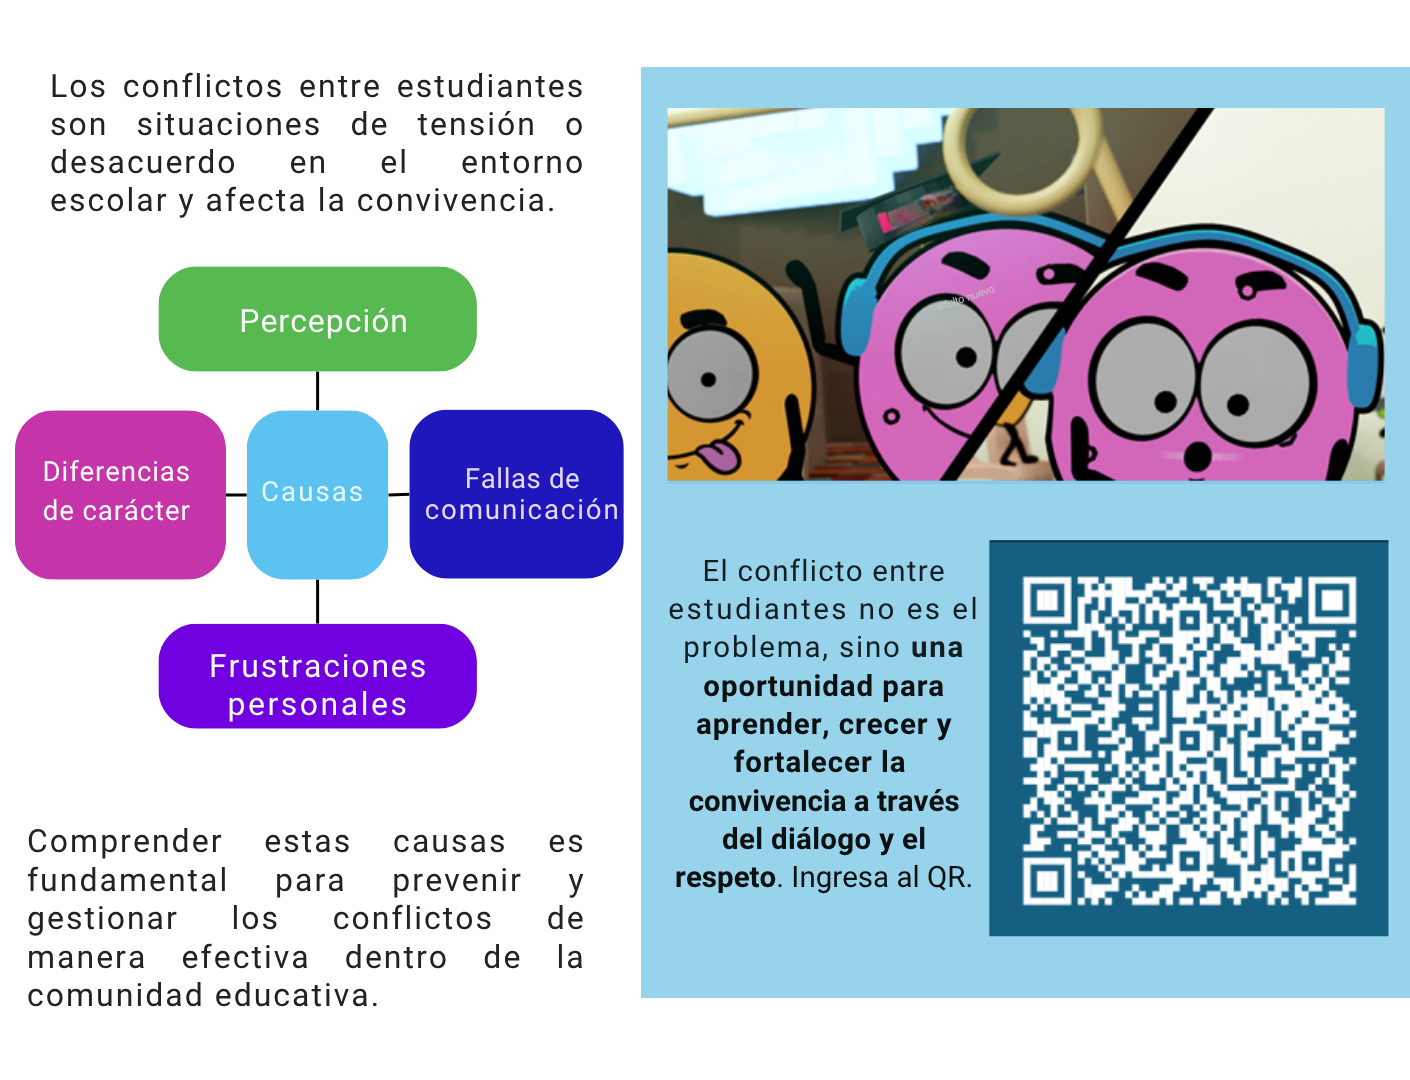 Los conflictos entre estudiantes
son situaciones de tensión o
desacuerdo en el entorno
escolar y afecta la convivencia.
Percepción
Diferencias
de carácter
Causas
Fallas de
comunicación
Frustraciones
personales
Comprender estas causas es
fundamental para prevenir y
gestionar los conflictos de
manera efectiva dentro de la
comunidad educativa.
nuevo
El conflicto entre
estudiantes no es el
problema, sino una
oportunidad para
aprender, crecer y
fortalecer la
convivencia a través
del diálogo y el
respeto. Ingresa al QR.